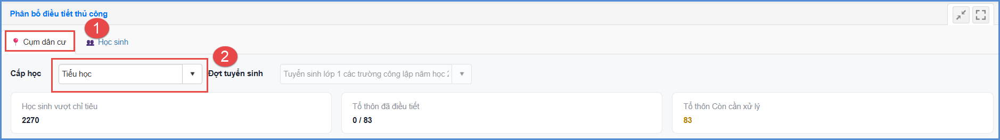 Phân bổ điều tiết thủ công
1
Cụm dân cư
Học sinh
2
Cấp học
Tiểu học
Đợt tuyển sinh
Tuyển sinh lớp 1 các trường công lập năm học 2
Học sinh vượt chỉ tiêu
2270
Tổ thôn đã điều tiết
0 / 83
Tổ thôn Còn cần xử lý
83